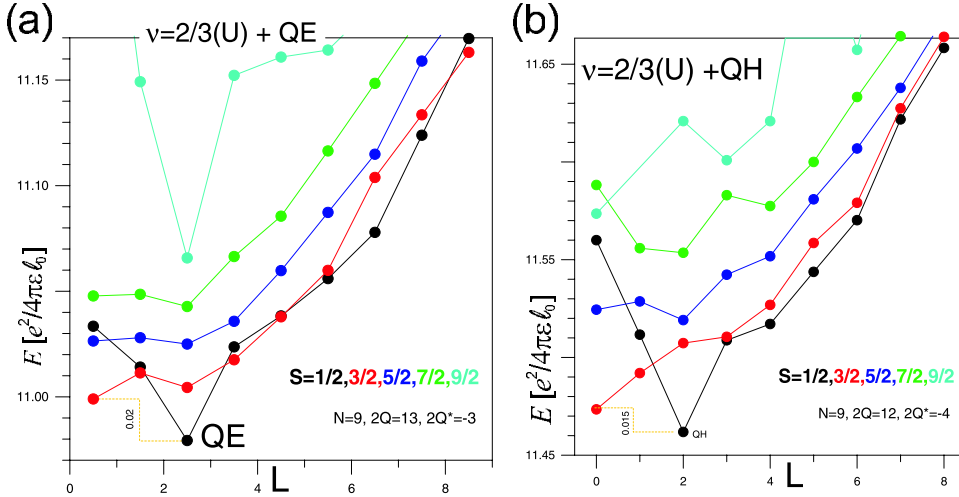 (a)
ν=2/3(U) + QE
11.15
11.10
11.00
E [e²/4πεℓ₀]
S=1/2,3/2,5/2,7/2,9/2
0.02
QE
N=9, 2Q=13, 2Q*=-3
0 2 4 6 8
L
(b)
ν=2/3(U) +QH
11.65
11.55
11.45
E [e²/4πεℓ₀]
S=1/2,3/2,5/2,7/2,9/2
0.015
QH
N=9, 2Q=12, 2Q*=-4
0 2 4 6 8
L